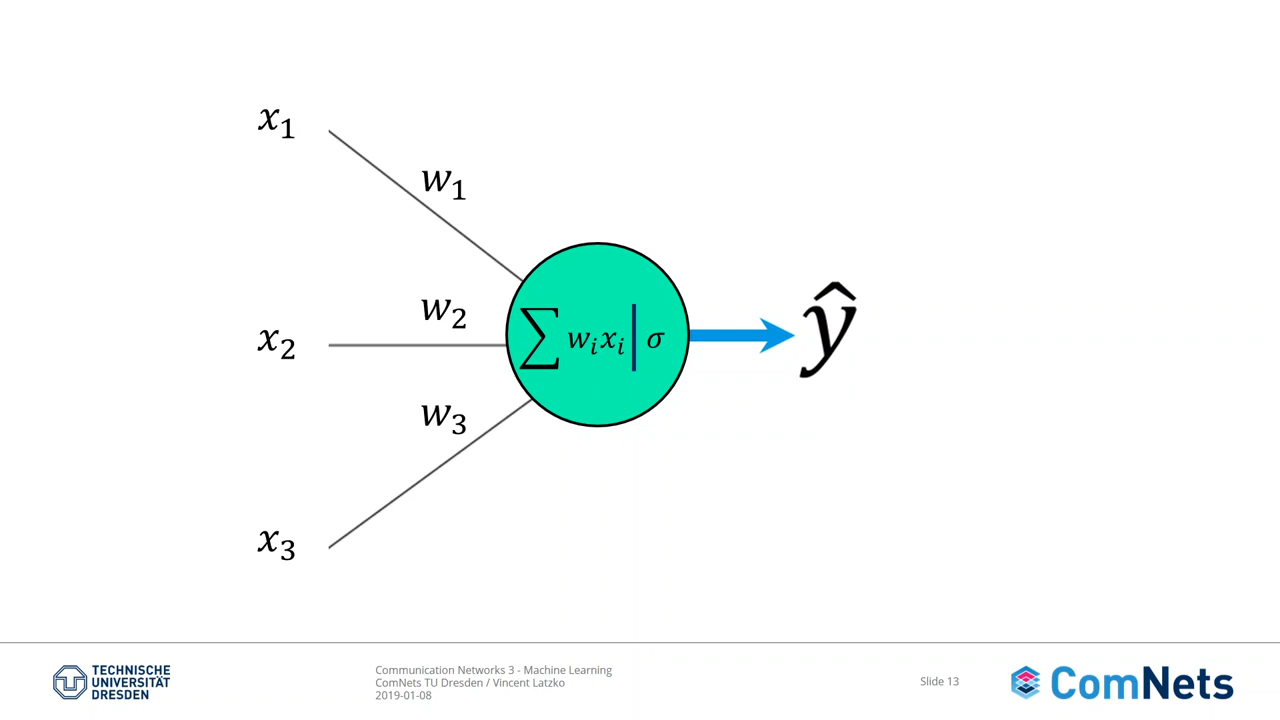 x₁
w₁
w₂
x₂
∑ wᵢxᵢ | σ
ŷ
w₃
x₃
TECHNISCHE
UNIVERSITÄT
DRESDEN
Communication Networks 3 - Machine Learning
ComNets TU Dresden / Vincent Latzko
2019-01-08
Slide 13
ComNets